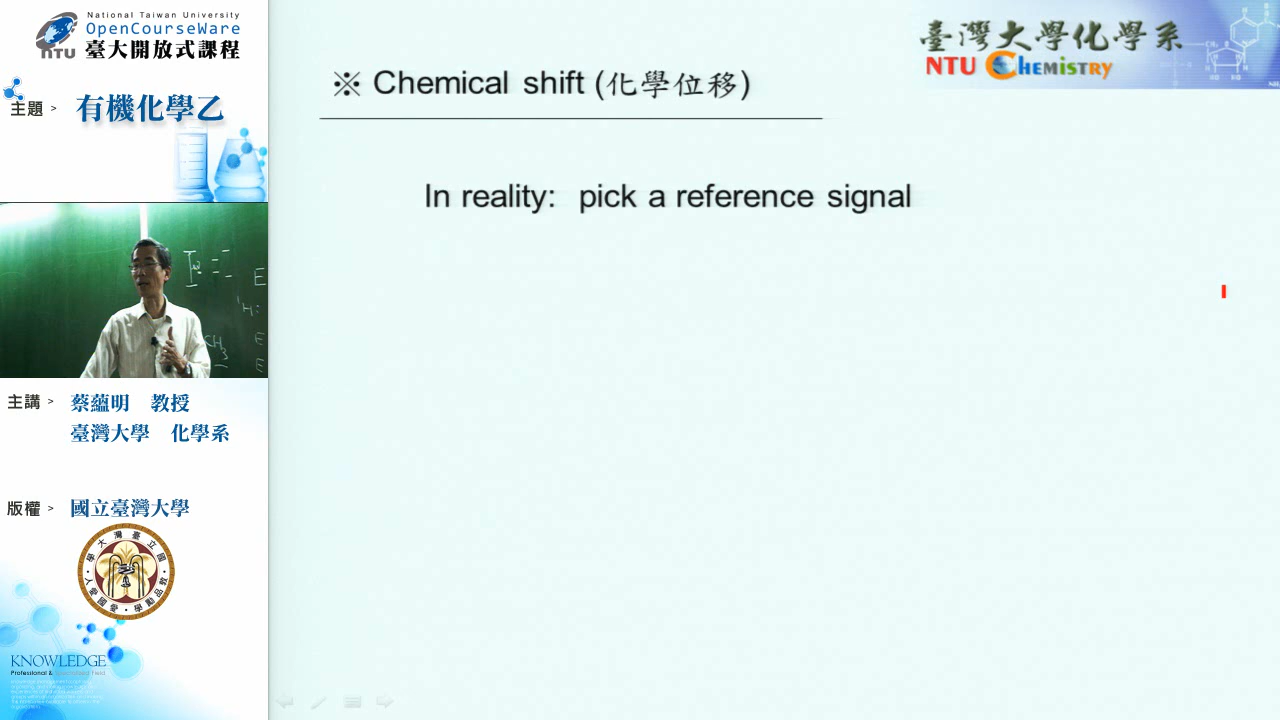 National Taiwan University
OpenCourseWare
NTU 臺大開放式課程
主題 > 有機化學乙
主講 > 蔡蘊明 教授
臺灣大學 化學系
版權 > 國立臺灣大學
KNOWLEDGE
Professional &
※ Chemical shift (化學位移)
In reality: pick a reference signal
臺灣大學化學系
NTU Chemistry
E
¹H:
CH3
E
E